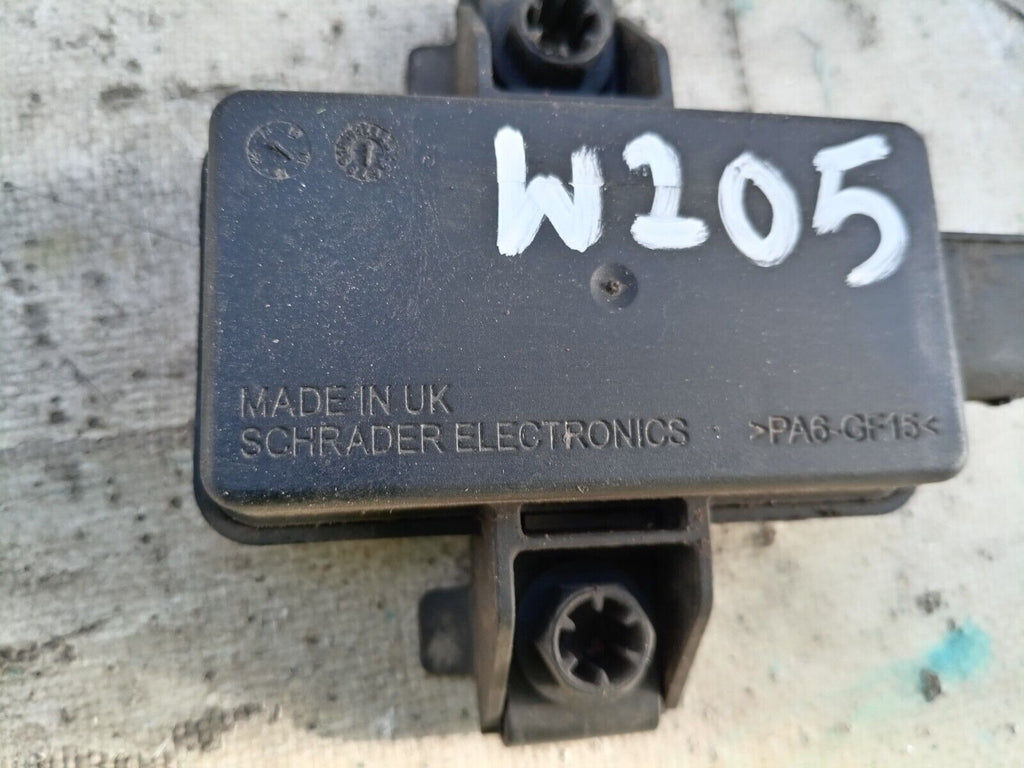 W205
MADE IN UK
SCHRADER ELECTRONICS >PA6-GF15<